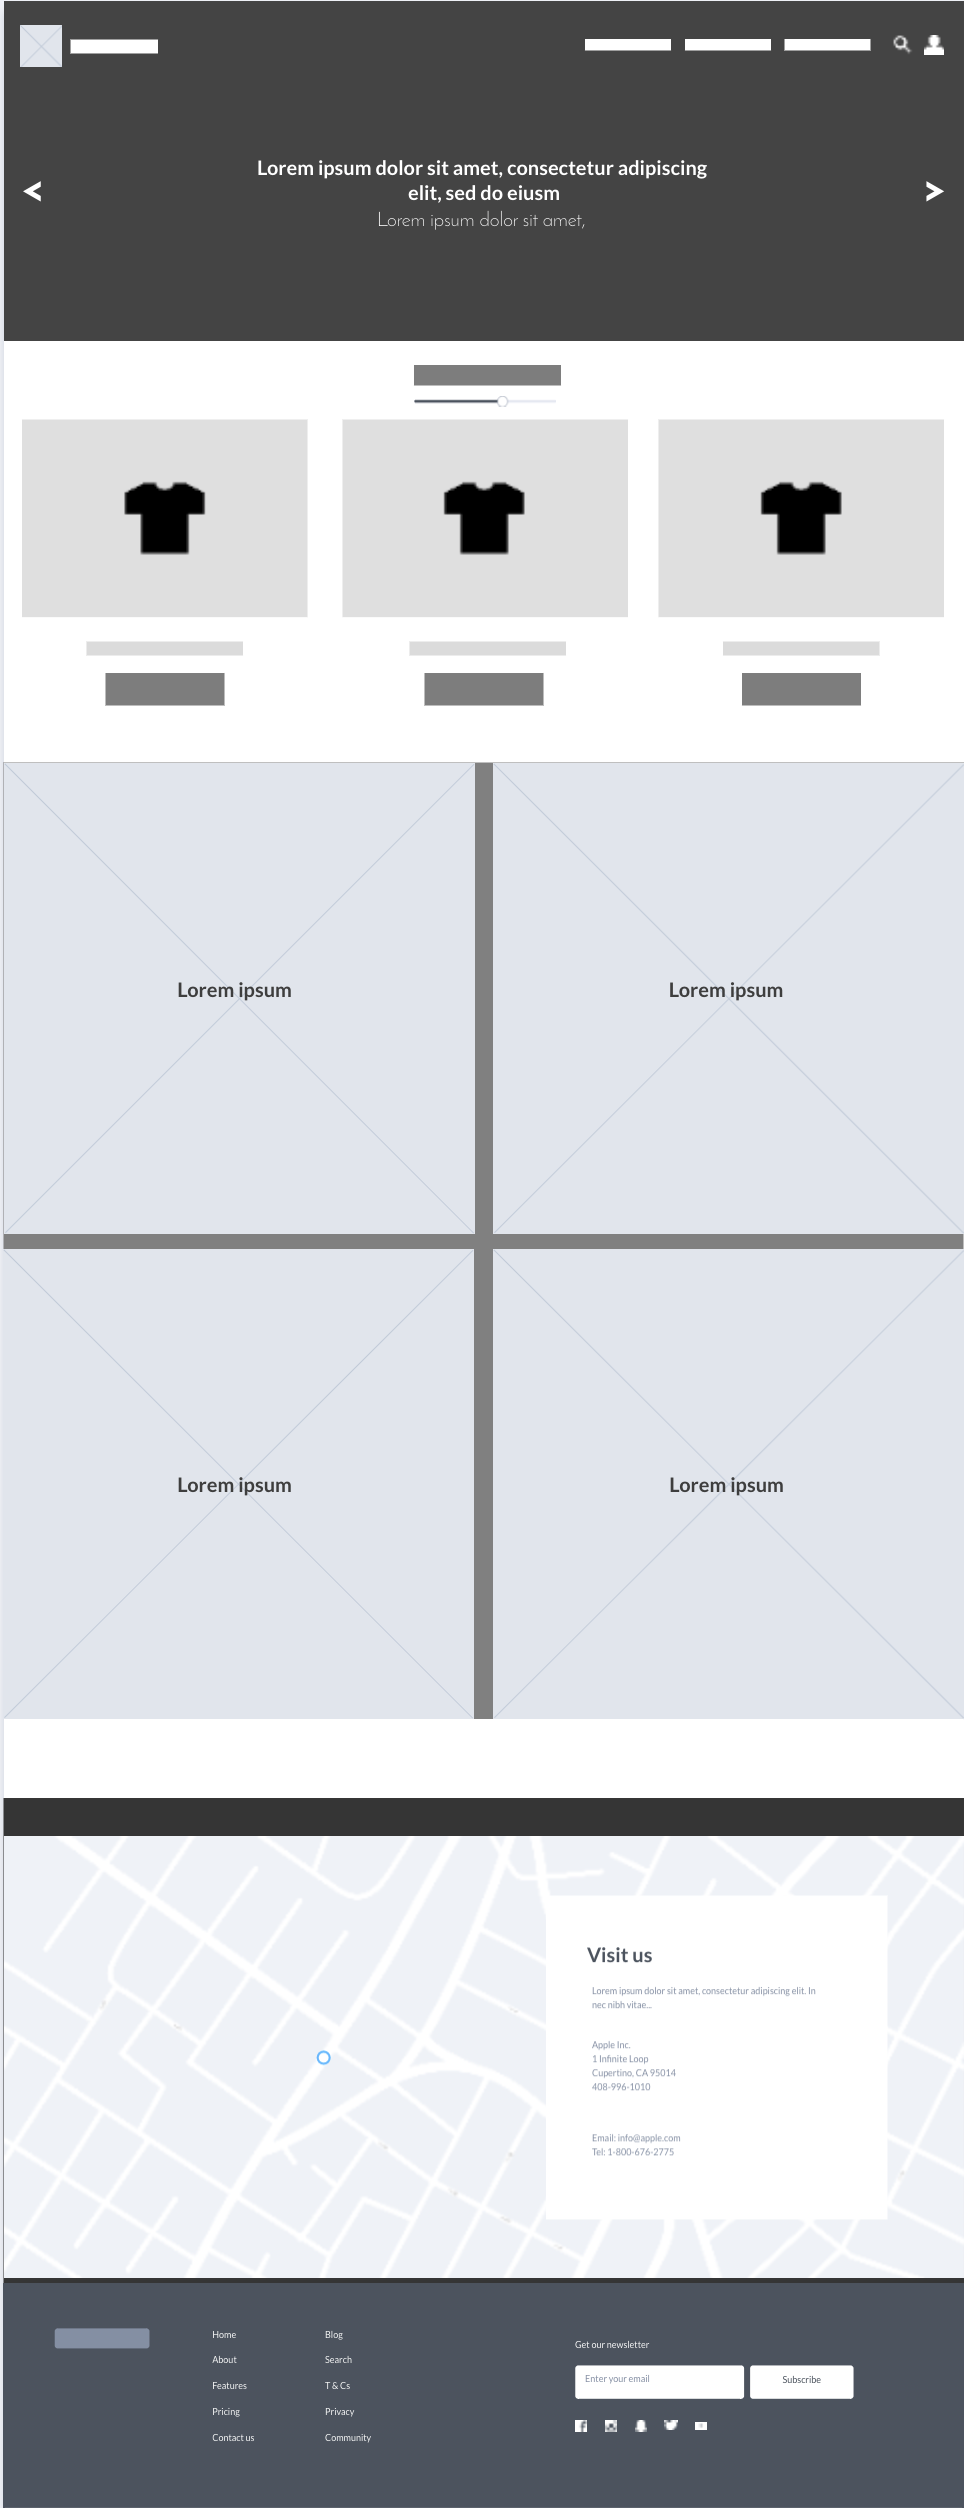 Lorem ipsum dolor sit amet, consectetur adipiscing
elit, sed do eiusm
Lorem ipsum dolor sit amet,
< >
Lorem ipsum
Lorem ipsum
Lorem ipsum
Lorem ipsum
Visit us
Lorem ipsum dolor sit amet, consectetur adipiscing elit. In
nec nibh vitae...
Apple Inc.
1 Infinite Loop
Cupertino, CA 95014
408-996-1010
Email: info@apple.com
Tel: 1-800-676-2775
Home
About
Features
Pricing
Contact us
Blog
Search
T & Cs
Privacy
Community
Get our newsletter
Enter your email
Subscribe